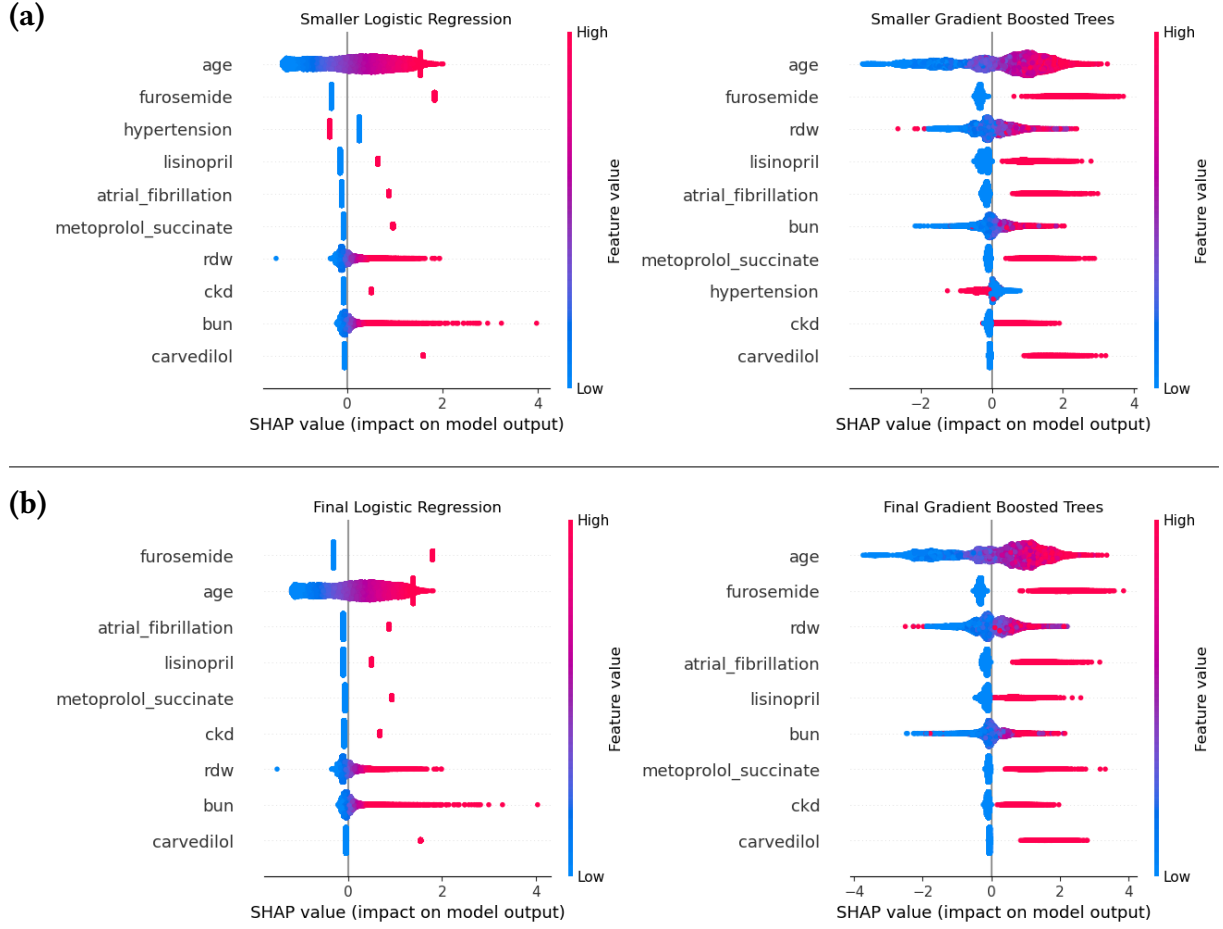 (a)
Smaller Logistic Regression
age
furosemide
hypertension
lisinopril
atrial_fibrillation
metoprolol_succinate
rdw
ckd
bun
carvedilol
0 2 4
SHAP value (impact on model output)
High
Feature value
Low
Smaller Gradient Boosted Trees
age
furosemide
rdw
lisinopril
atrial_fibrillation
bun
metoprolol_succinate
hypertension
ckd
carvedilol
−2 0 2 4
SHAP value (impact on model output)
High
Feature value
Low
(b)
Final Logistic Regression
furosemide
age
atrial_fibrillation
lisinopril
metoprolol_succinate
ckd
rdw
bun
carvedilol
0 2 4
SHAP value (impact on model output)
High
Feature value
Low
Final Gradient Boosted Trees
age
furosemide
rdw
atrial_fibrillation
lisinopril
bun
metoprolol_succinate
ckd
carvedilol
−4 −2 0 2 4
SHAP value (impact on model output)
High
Feature value
Low